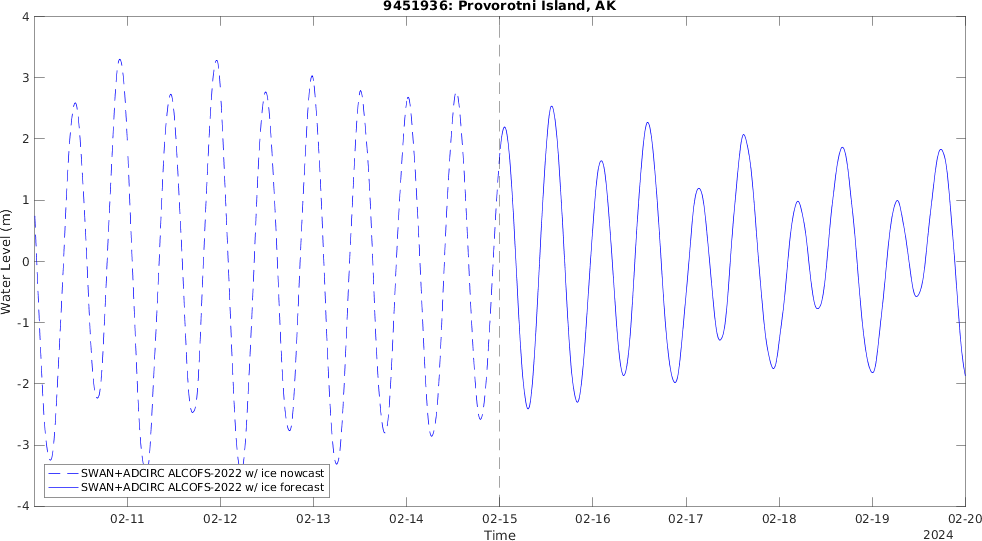 9451936: Provorotni Island, AK
Water Level (m)
4
3
2
1
0
-1
-2
-3
-4
SWAN+ADCIRC ALCOFS-2022 w/ ice nowcast
SWAN+ADCIRC ALCOFS-2022 w/ ice forecast
02-11 02-12 02-13 02-14 02-15 02-16 02-17 02-18 02-19 02-20
Time
2024